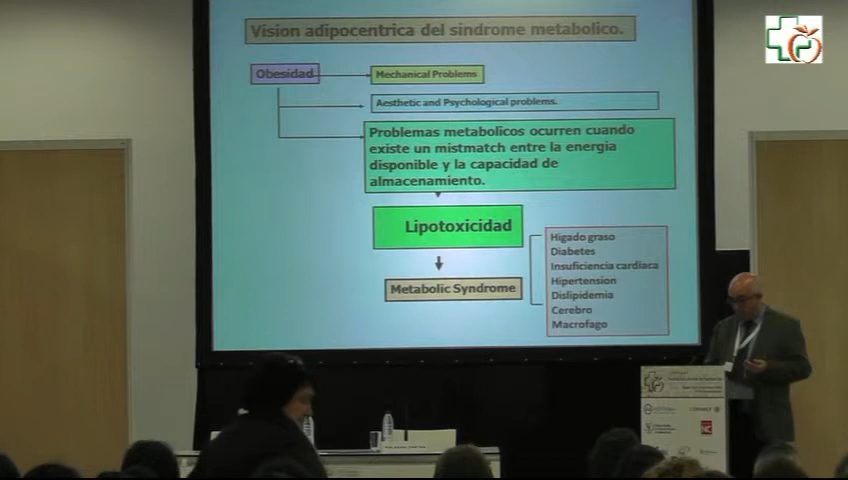 Vision adipocentrica del sindrome metabolico.
Obesidad
Mechanical Problems
Aesthetic and Psychological problems.
Problemas metabolicos ocurren cuando
existe un mistmatch entre la energia
disponible y la capacidad de
almacenamiento.
Lipotoxicidad
Metabolic Syndrome
Higado graso
Diabetes
Insuficiencia cardíaca
Hipertension
Dislipidemia
Cerebro
Macrofago